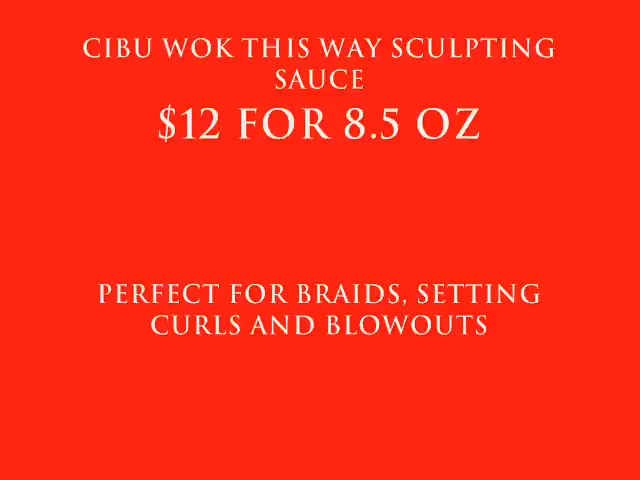 CIBU WOK THIS WAY SCULPTING
SAUCE
$12 FOR 8.5 OZ
PERFECT FOR BRAIDS, SETTING
CURLS AND BLOWOUTS